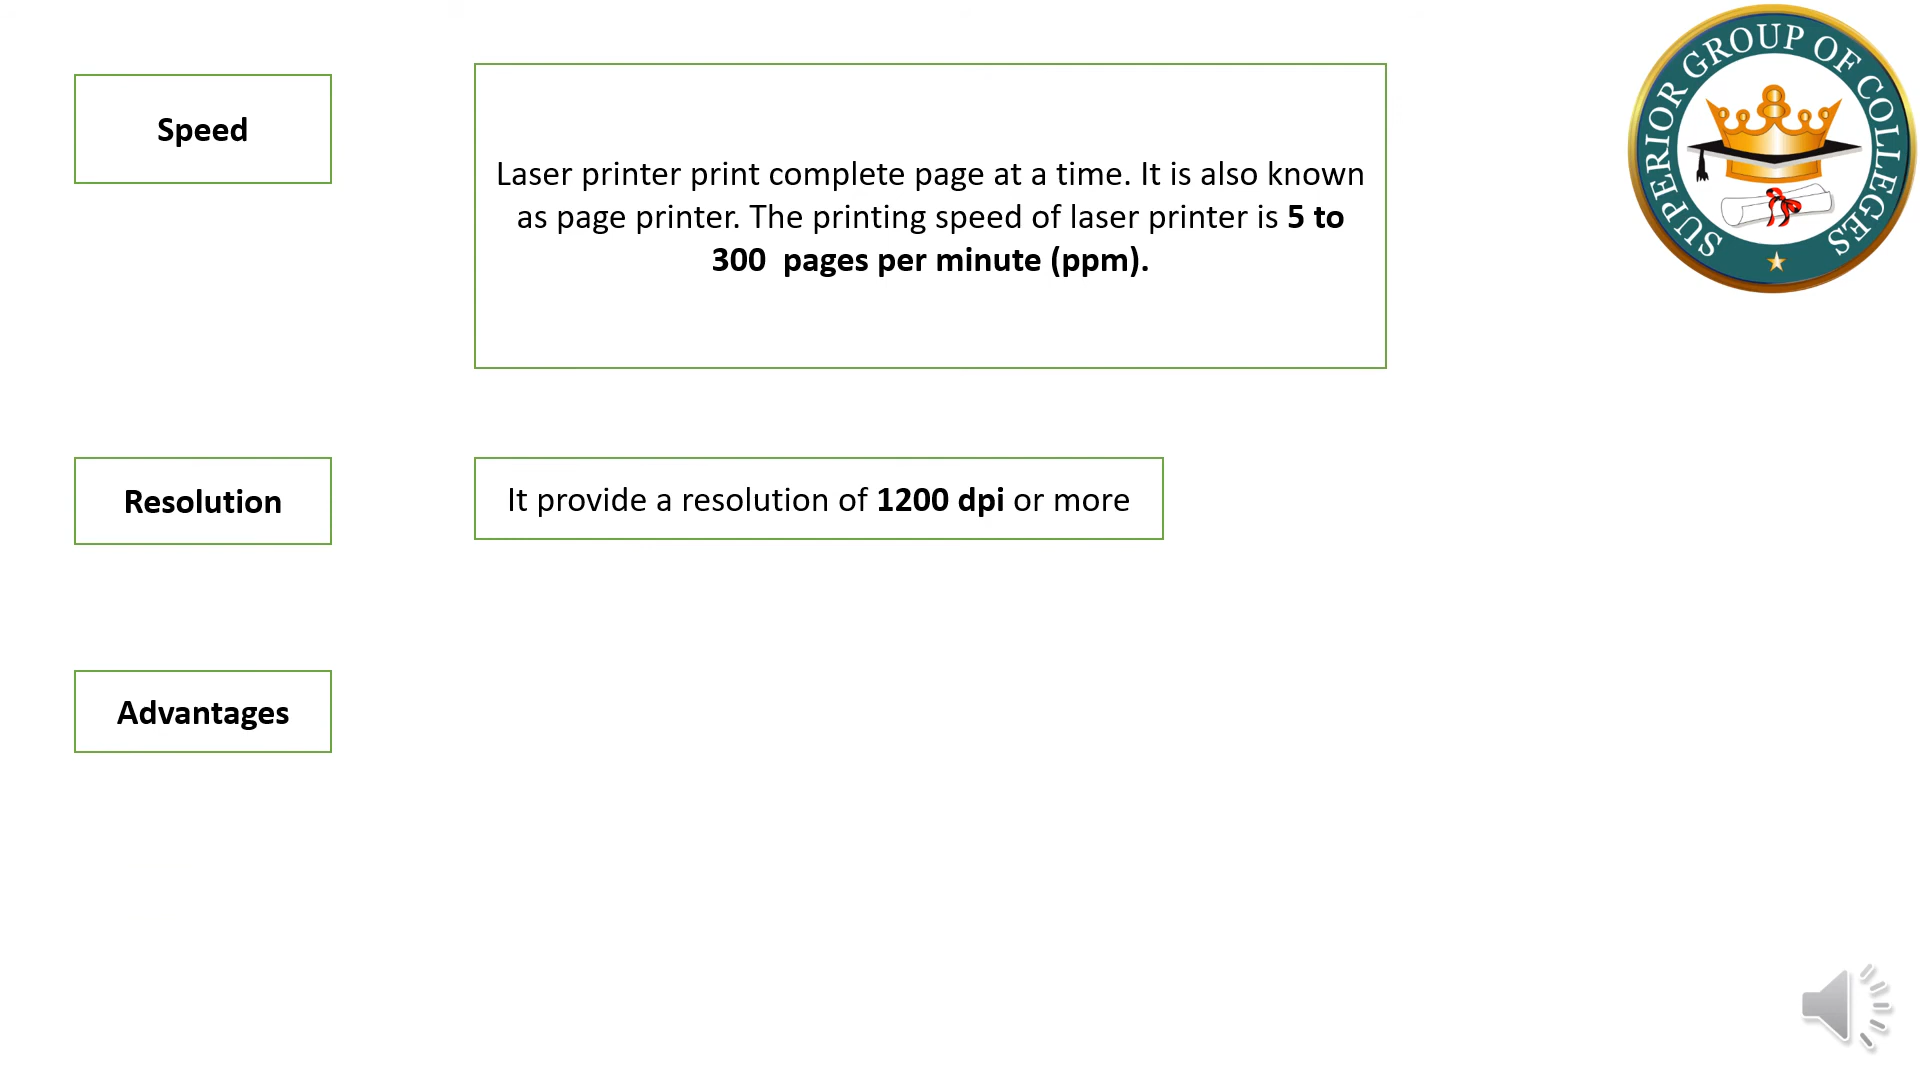 Speed
Laser printer print complete page at a time. It is also known
as page printer. The printing speed of laser printer is 5 to
300  pages per minute (ppm).
SUPERIOR GROUP OF COLLEGES
Resolution
It provide a resolution of 1200 dpi or more
Advantages